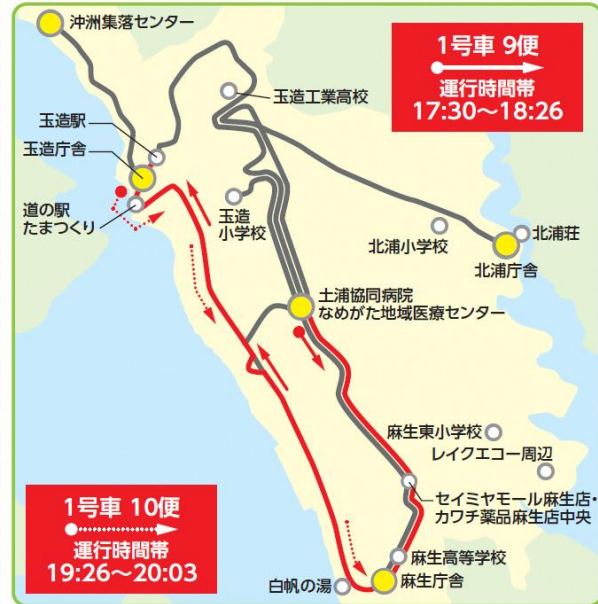 沖洲集落センター
1号車 9便
運行時間帯
17:30〜18:26
玉造工業高校
玉造駅
玉造庁舎
道の駅
たまつくり
玉造
小学校
北浦小学校
北浦荘
北浦庁舎
土浦協同病院
なめがた地域医療センター
麻生東小学校
レイクエコー周辺
セイミヤモール麻生店・
カワチ薬品麻生店中央
1号車 10便
運行時間帯
19:26〜20:03
麻生高等学校
白帆の湯
麻生庁舎